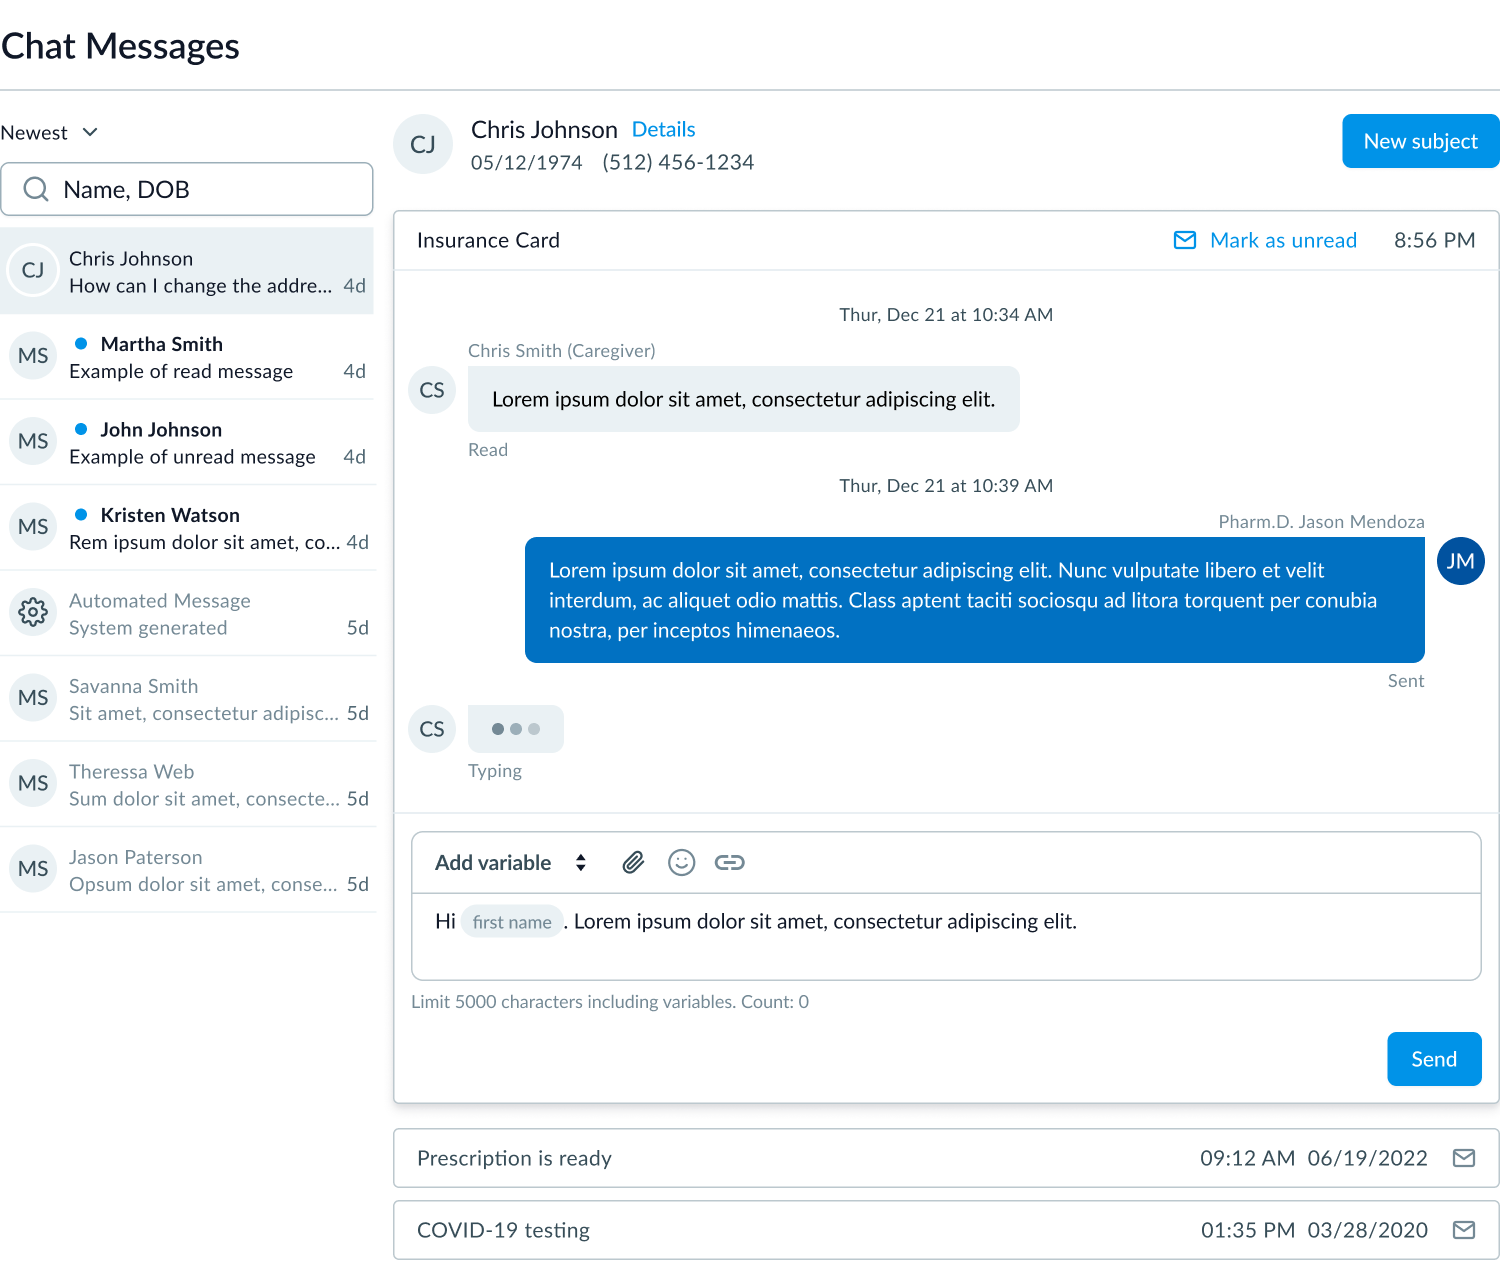 Chat Messages
Newest
Name, DOB
CJ
Chris Johnson
How can I change the addre... 4d
MS
Martha Smith
Example of read message 4d
MS
John Johnson
Example of unread message 4d
MS
Kristen Watson
Rem ipsum dolor sit amet, co... 4d
Automated Message
System generated 5d
MS
Savanna Smith
Sit amet, consectetur adipisc... 5d
MS
Theressa Web
Sum dolor sit amet, consecte... 5d
MS
Jason Paterson
Opsum dolor sit amet, conse... 5d
CJ
Chris Johnson Details
05/12/1974 (512) 456-1234
New subject
Insurance Card Mark as unread 8:56 PM
Thur, Dec 21 at 10:34 AM
Chris Smith (Caregiver)
CS
Lorem ipsum dolor sit amet, consectetur adipiscing elit.
Read
Thur, Dec 21 at 10:39 AM
Pharm.D. Jason Mendoza
JM
Lorem ipsum dolor sit amet, consectetur adipiscing elit. Nunc vulputate libero et velit
interdum, ac aliquet odio mattis. Class aptent taciti sociosqu ad litora torquent per conubia
nostra, per inceptos himenaeos.
Sent
CS
Typing
Add variable
Hi first name . Lorem ipsum dolor sit amet, consectetur adipiscing elit.
Limit 5000 characters including variables. Count: 0
Send
Prescription is ready 09:12 AM 06/19/2022
COVID-19 testing 01:35 PM 03/28/2020